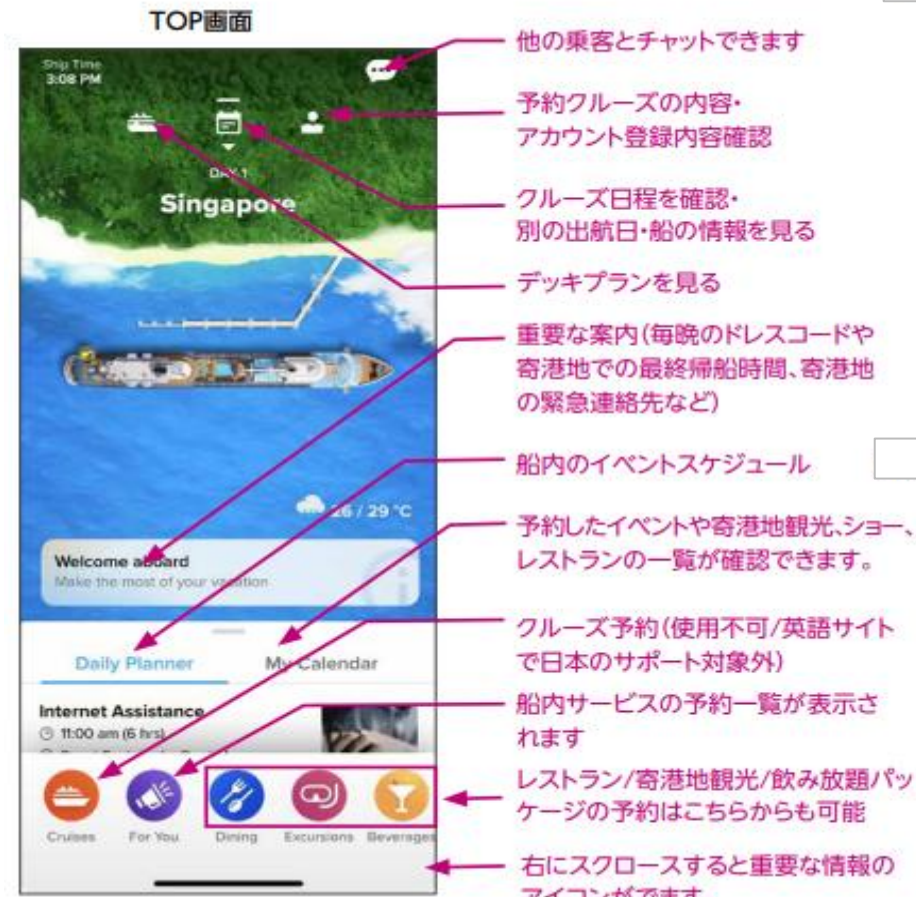 TOP画面
Ship Time
3:08 PM
DAY 1
Singapore
26 / 29 °C
Welcome aboard
Make the most of your vacation
Daily Planner
My Calendar
Internet Assistance
11:00 am (6 hrs)
Cruises
For You
Dining
Excursions
Beverages
他の乗客とチャットできます
予約クルーズの内容・
アカウント登録内容確認
クルーズ日程を確認・
別の出航日・船の情報を見る
デッキプランを見る
重要な案内(毎晩のドレスコードや
寄港地での最終帰船時間、寄港地
の緊急連絡先など)
船内のイベントスケジュール
予約したイベントや寄港地観光、ショー、
レストランの一覧が確認できます。
クルーズ予約(使用不可/英語サイト
で日本のサポート対象外)
船内サービスの予約一覧が表示さ
れます
レストラン/寄港地観光/飲み放題パッ
ケージの予約はこちらからも可能
右にスクロースすると重要な情報の
アイコンがでます